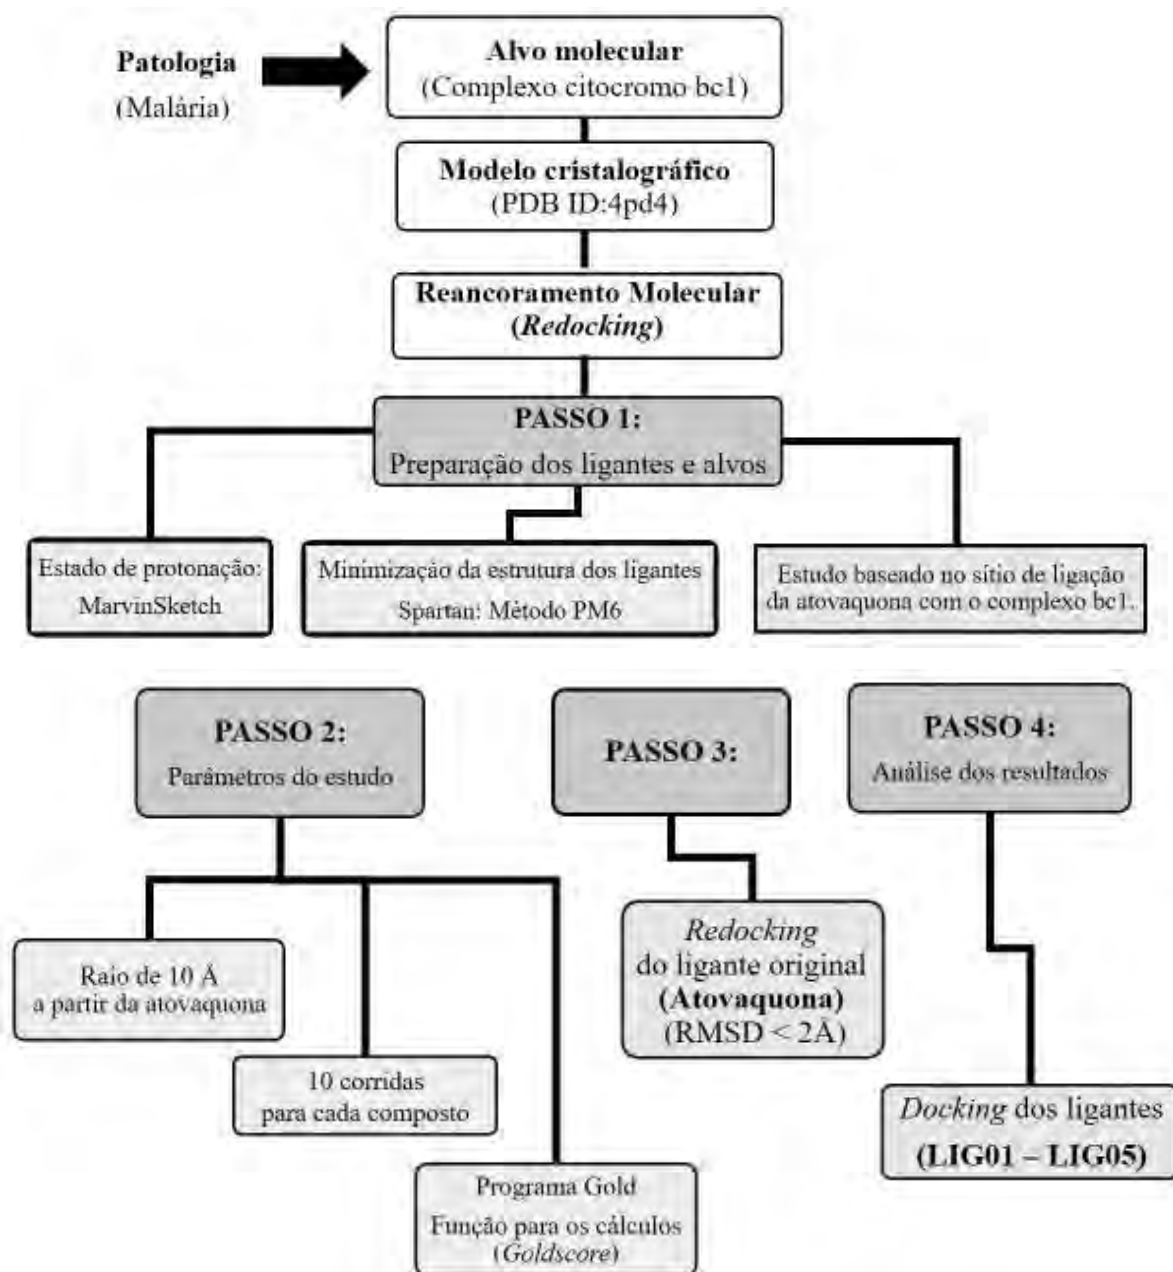 Patologia
(Malária)
Alvo molecular
(Complexo citocromo bc1)
Modelo cristalográfico
(PDB ID:4pd4)
Reancoramento Molecular
(Redocking)
PASSO 1:
Preparação dos ligantes e alvos
Estado de protonação:
MarvinSketch
Minimização da estrutura dos ligantes
Spartan: Método PM6
Estudo baseado no sítio de ligação
da atovaquona com o complexo bc1.
PASSO 2:
Parâmetros do estudo
Raio de 10 Å
a partir da atovaquona
10 corridas
para cada composto
Programa Gold
Função para os cálculos
(Goldscore)
PASSO 3:
Redocking
do ligante original
(Atovaquona)
(RMSD < 2Å)
PASSO 4:
Análise dos resultados
Docking dos ligantes
(LIG01 – LIG05)